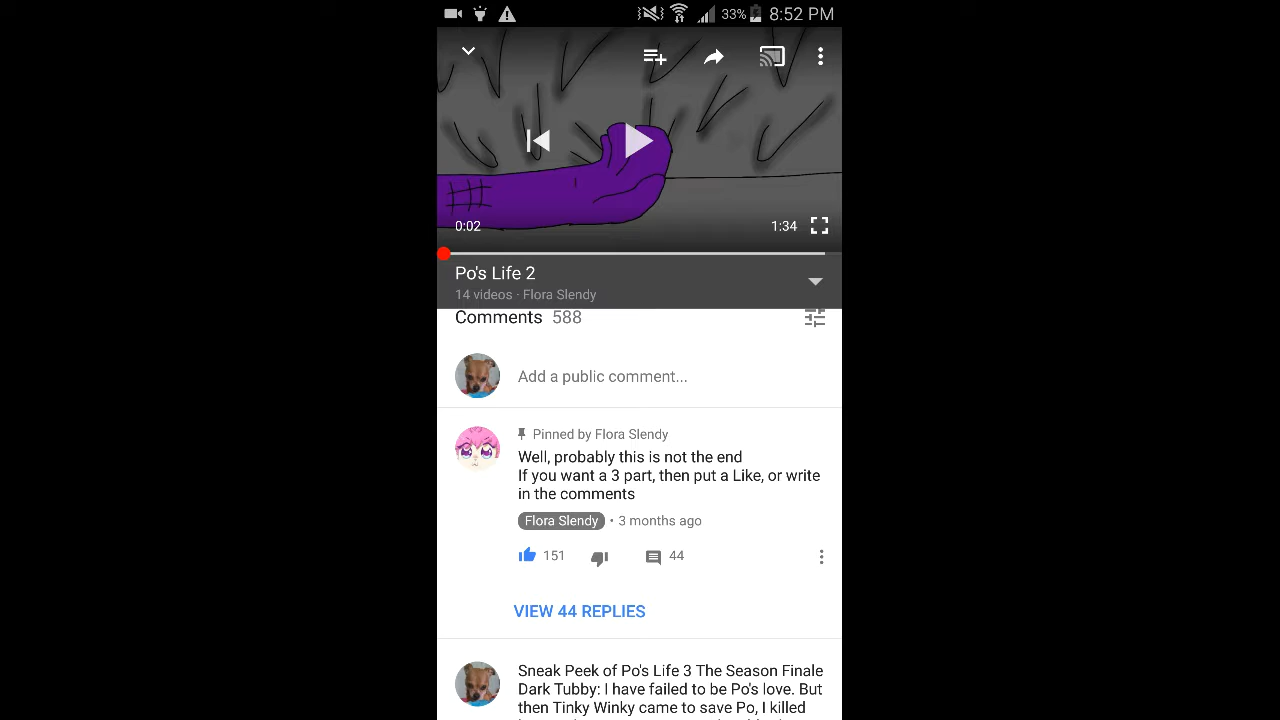 33% 8:52 PM
0:02
1:34
Po's Life 2
14 videos · Flora Slendy
Comments 588
Add a public comment...
Pinned by Flora Slendy
Well, probably this is not the end
If you want a 3 part, then put a Like, or write
in the comments
Flora Slendy • 3 months ago
151
44
VIEW 44 REPLIES
Sneak Peek of Po's Life 3 The Season Finale
Dark Tubby: I have failed to be Po's love. But
then Tinky Winky came to save Po, I killed